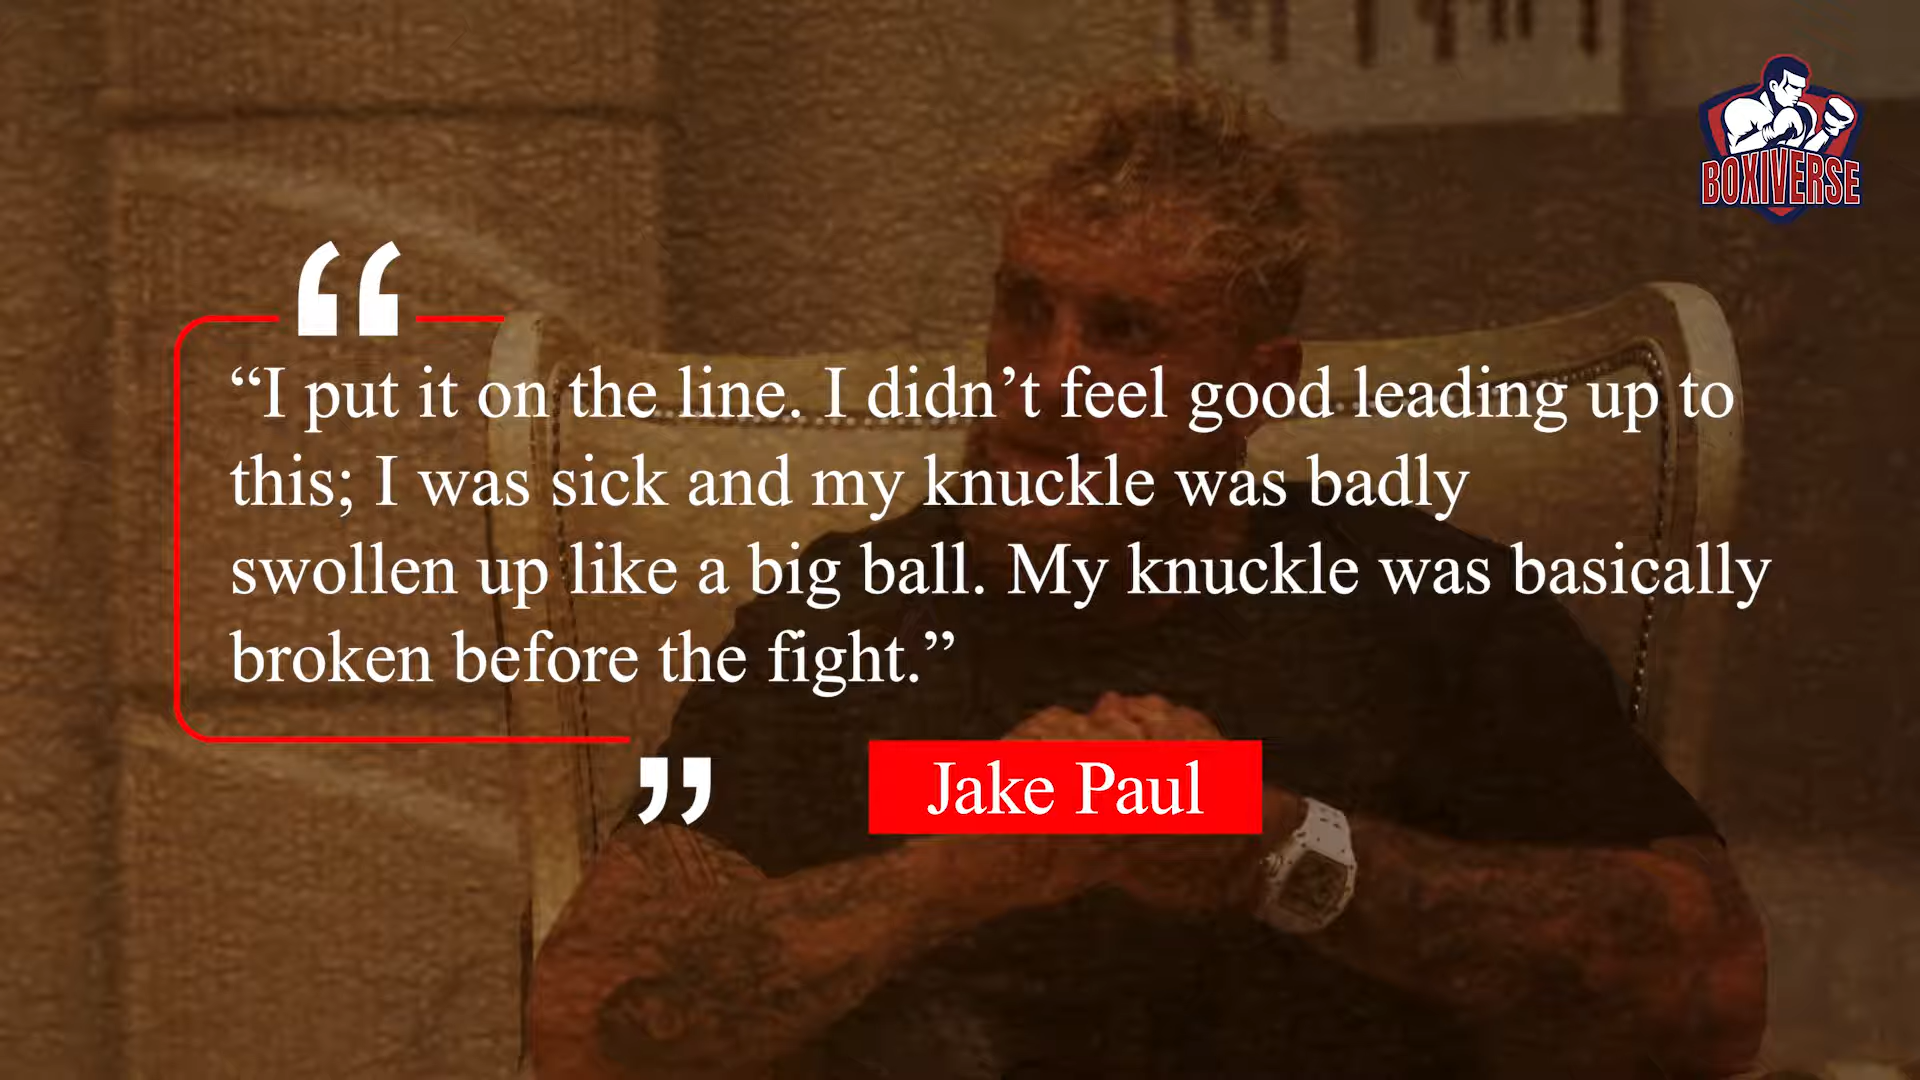 BOXIVERSE
“
“I put it on the line. I didn’t feel good leading up to
this; I was sick and my knuckle was badly
swollen up like a big ball. My knuckle was basically
broken before the fight.”
”
Jake Paul